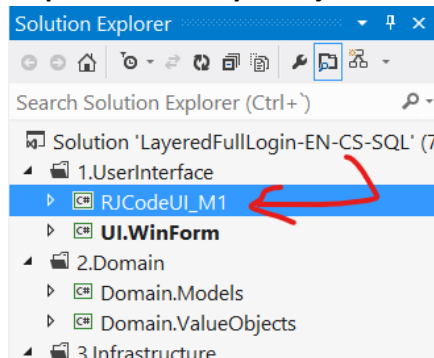 Solution Explorer
Search Solution Explorer (Ctrl+`)
Solution 'LayeredFullLogin-EN-CS-SQL' (7
1.UserInterface
C# RJCodeUI_M1
C# UI.WinForm
2.Domain
C# Domain.Models
C# Domain.ValueObjects
3.Infrastructure